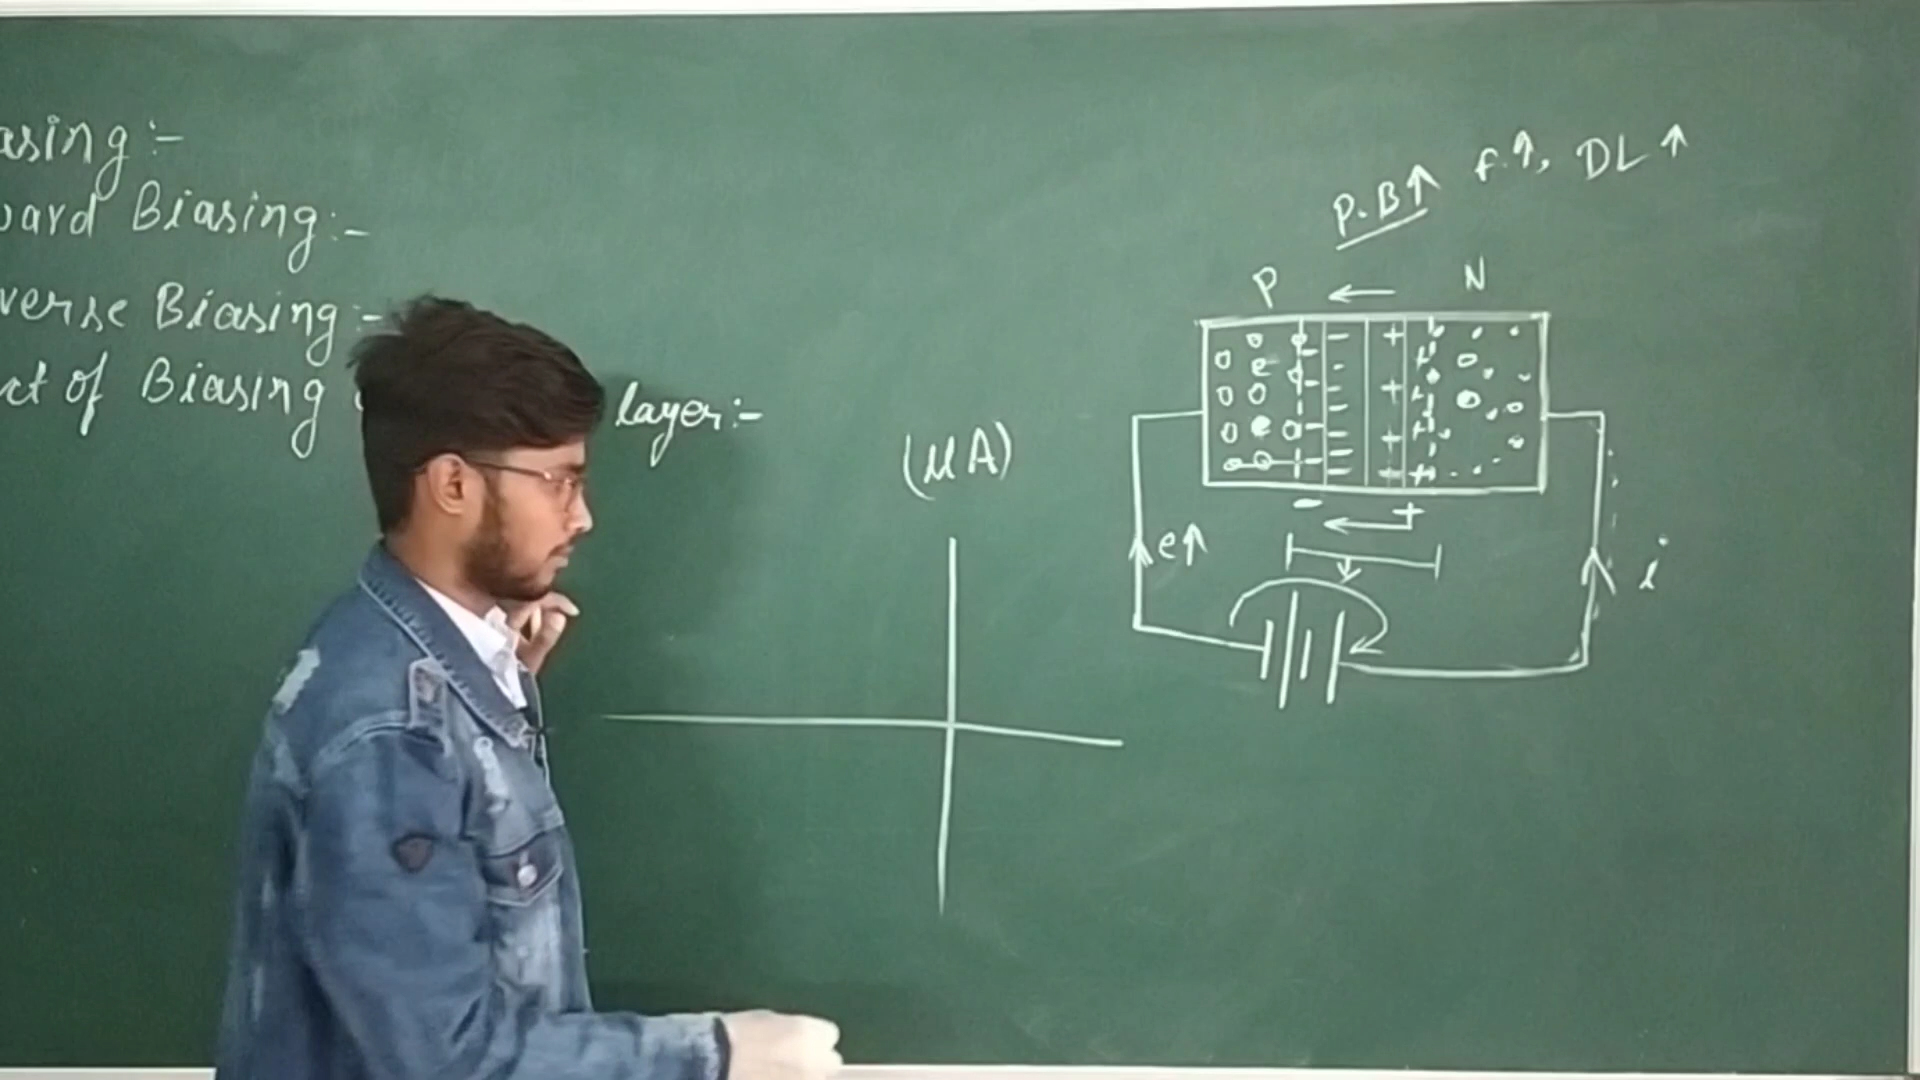 asing:-
ward Biasing:-
verse Biasing:-
ct of Biasing layer:-
(μA)
P.B↑ f.↑, DL↑
P ← N
- +
e↑
i